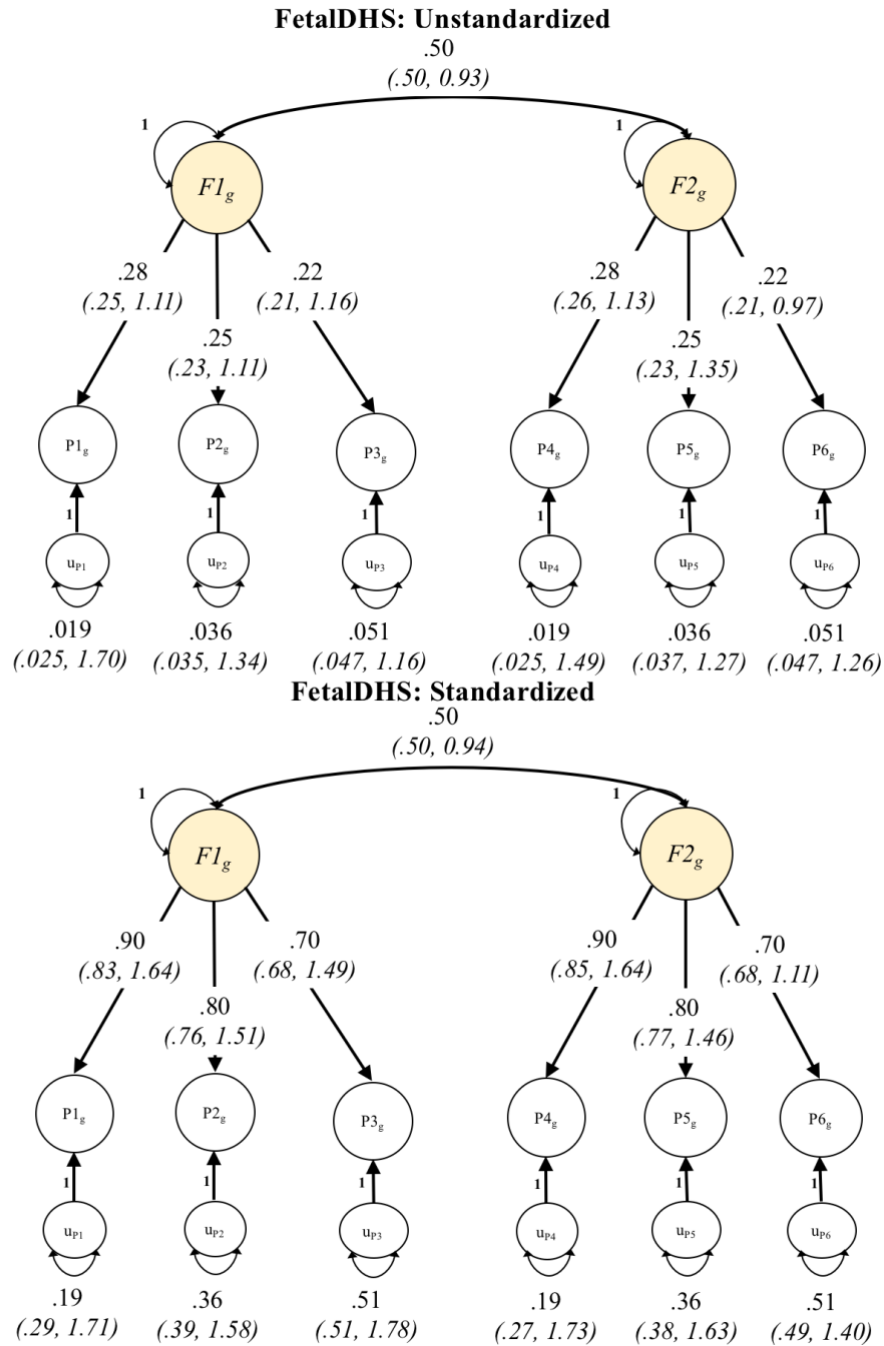 FetalDHS: Unstandardized
.50
(.50, 0.93)
1
1
F1g
F2g
.28
.22
.28
.22
(.25, 1.11)
(.21, 1.16)
(.26, 1.13)
(.21, 0.97)
.25
.25
(.23, 1.11)
(.23, 1.35)
P1g
P2g
P3g
P4g
P5g
P6g
1
1
1
1
1
1
uP1
uP2
uP3
uP4
uP5
uP6
.019
.036
.051
.019
.036
.051
(.025, 1.70)
(.035, 1.34)
(.047, 1.16)
(.025, 1.49)
(.037, 1.27)
(.047, 1.26)
FetalDHS: Standardized
.50
(.50, 0.94)
1
1
F1g
F2g
.90
.70
.90
.70
(.83, 1.64)
(.68, 1.49)
(.85, 1.64)
(.68, 1.11)
.80
.80
(.76, 1.51)
(.77, 1.46)
P1g
P2g
P3g
P4g
P5g
P6g
1
1
1
1
1
1
uP1
uP2
uP3
uP4
uP5
uP6
.19
.36
.51
.19
.36
.51
(.29, 1.71)
(.39, 1.58)
(.51, 1.78)
(.27, 1.73)
(.38, 1.63)
(.49, 1.40)